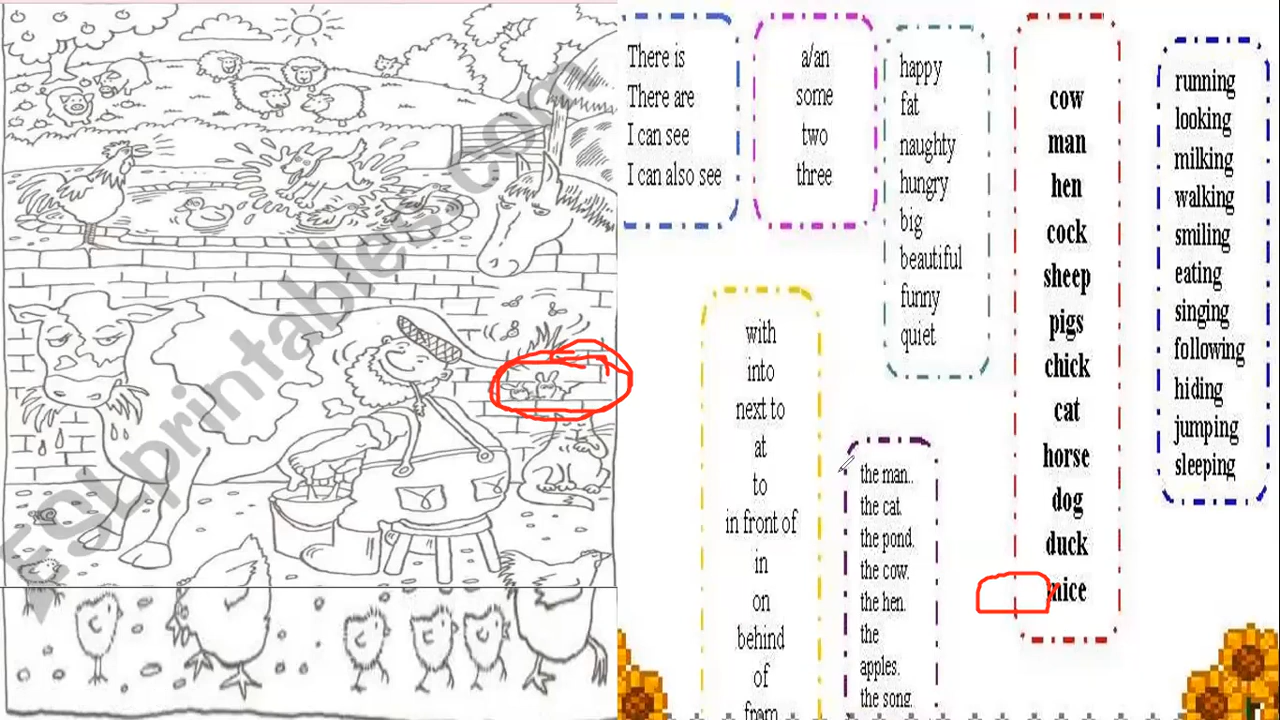 There is
There are
I can see
I can also see
a/an
some
two
three
happy
fat
naughty
hungry
big
beautiful
funny
quiet
cow
man
hen
cock
sheep
pigs
chick
cat
horse
dog
duck
mice
running
looking
milking
walking
smiling
eating
singing
following
hiding
jumping
sleeping
with
into
next to
at
to
in front of
in
on
behind
of
from
the man..
the cat.
the pond.
the cow.
the hen.
the
apples.
the song.
ESLprintables.com